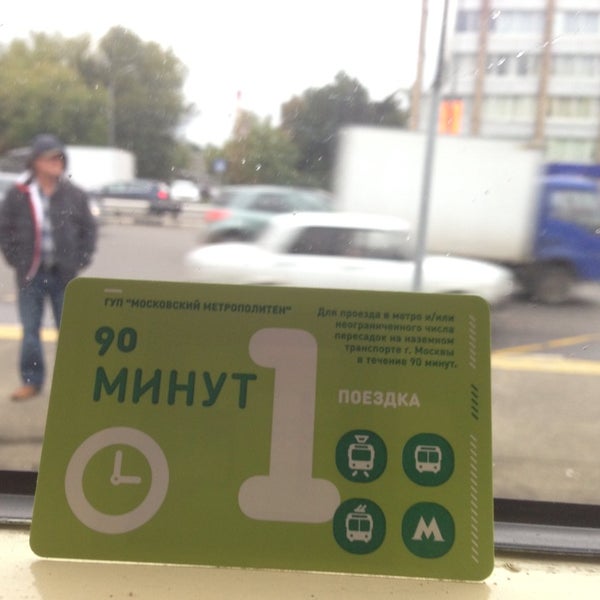 ГУП "МОСКОВСКИЙ МЕТРОПОЛИТЕН"
Для проезда в метро и/или
неограниченного числа
пересадок на наземном
транспорте г. Москвы
в течение 90 минут.
90
МИНУТ
1
ПОЕЗДКА
М